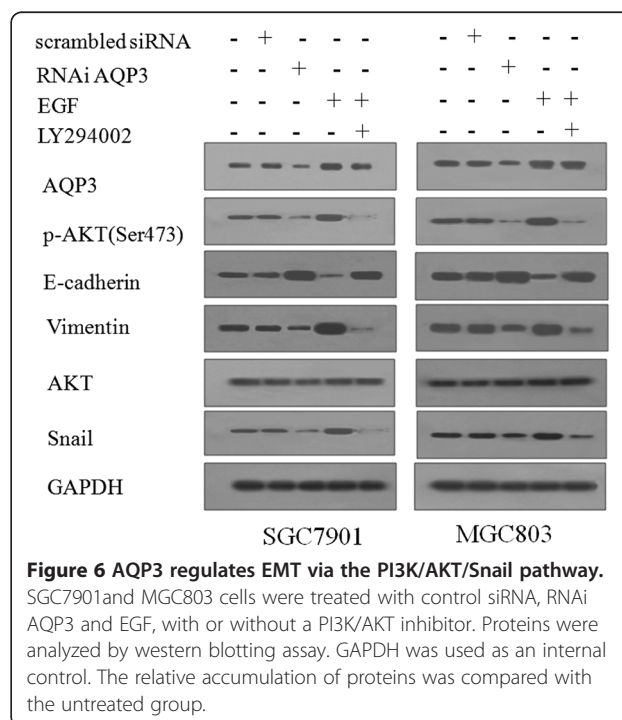 scrambled siRNA - + - - - - + - - -
RNAi AQP3 - - + - - - - + - -
EGF - - - + + - - - + +
LY294002 - - - - + - - - - +
AQP3
p-AKT(Ser473)
E-cadherin
Vimentin
AKT
Snail
GAPDH
SGC7901 MGC803
Figure 6 AQP3 regulates EMT via the PI3K/AKT/Snail pathway.
SGC7901and MGC803 cells were treated with control siRNA, RNAi
AQP3 and EGF, with or without a PI3K/AKT inhibitor. Proteins were
analyzed by western blotting assay. GAPDH was used as an internal
control. The relative accumulation of proteins was compared with
the untreated group.